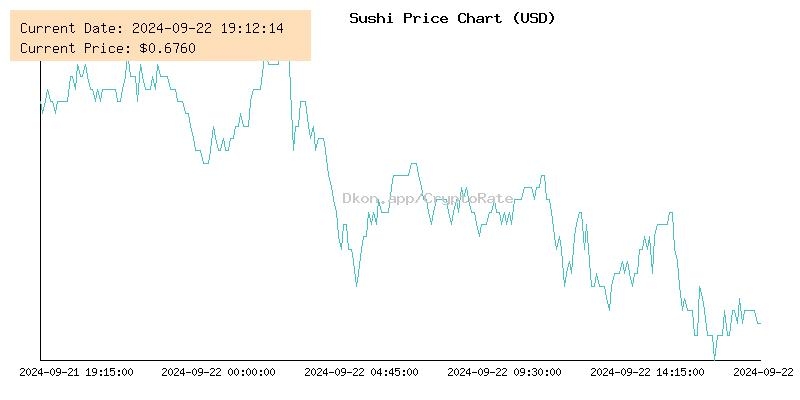 Sushi Price Chart (USD)
Current Date: 2024-09-22 19:12:14
Current Price: $0.6760
Dkon.app/CryptoRate
2024-09-21 19:15:00 2024-09-22 00:00:00 2024-09-22 04:45:00 2024-09-22 09:30:00 2024-09-22 14:15:00 2024-09-22